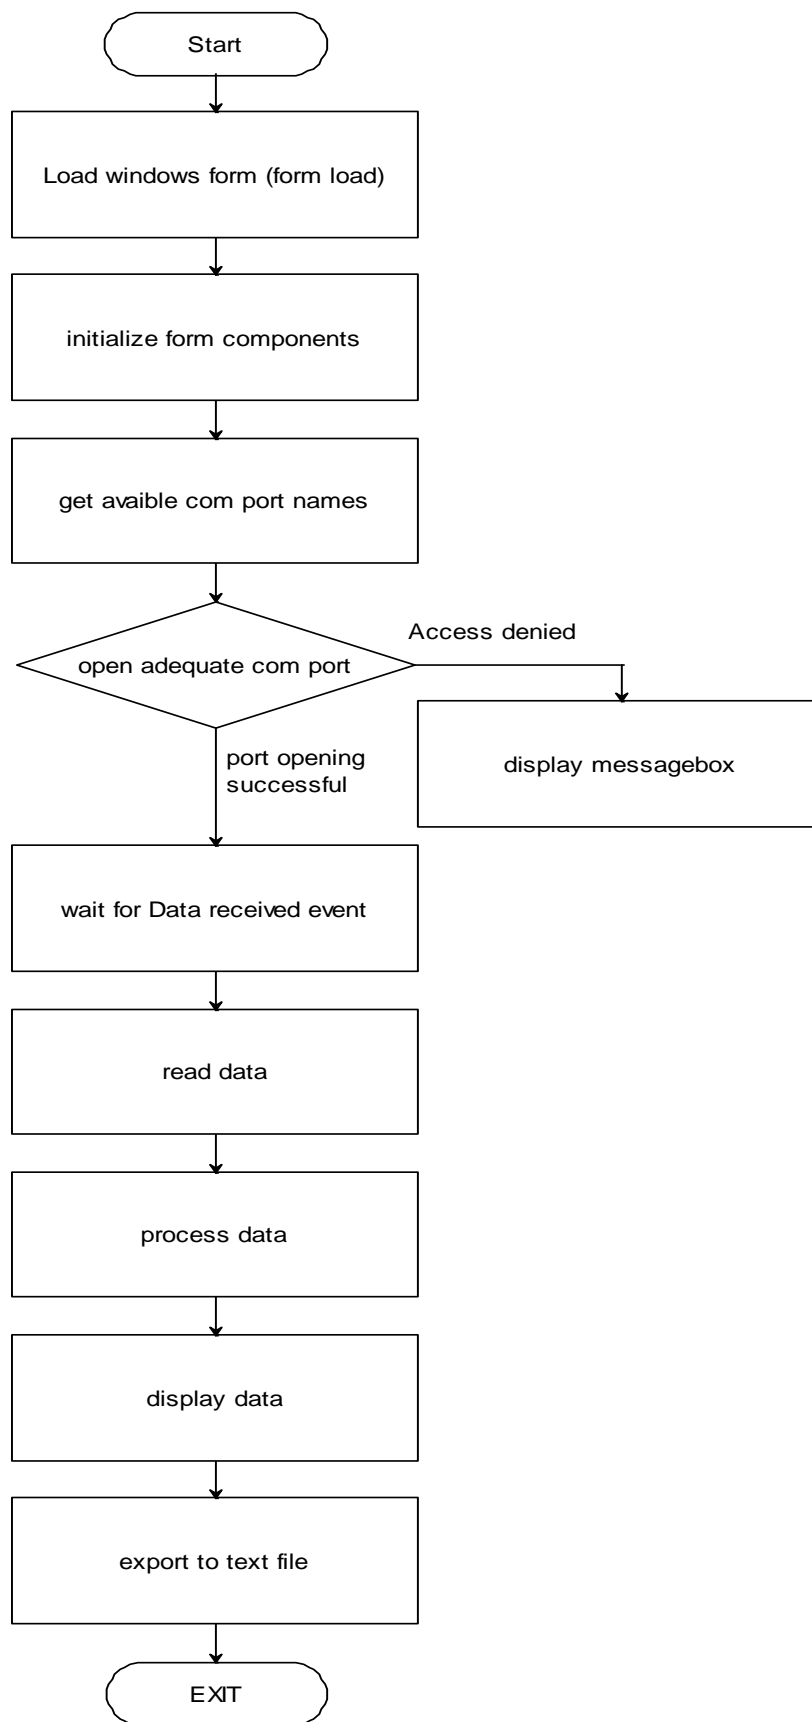 Start
Load windows form (form load)
initialize form components
get avaible com port names
Access denied
open adequate com port
port opening
successful
display messagebox
wait for Data received event
read data
process data
display data
export to text file
EXIT